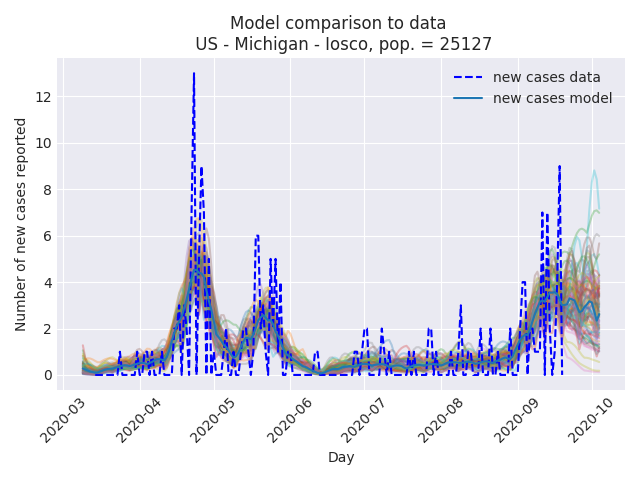 Model comparison to data
US - Michigan - Iosco, pop. = 25127
new cases data
new cases model
Number of new cases reported
12
10
8
6
4
2
0
2020-03
2020-04
2020-05
2020-06
2020-07
2020-08
2020-09
2020-10
Day